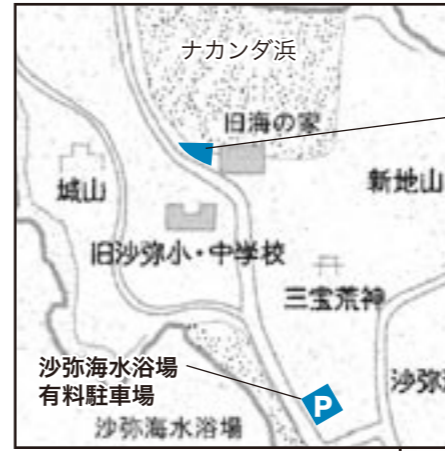 ナカンダ浜
旧海の家
城山
新地山
旧沙弥小・中学校
三宝荒神
沙弥海水浴場
有料駐車場
P
沙弥
沙弥海水浴場